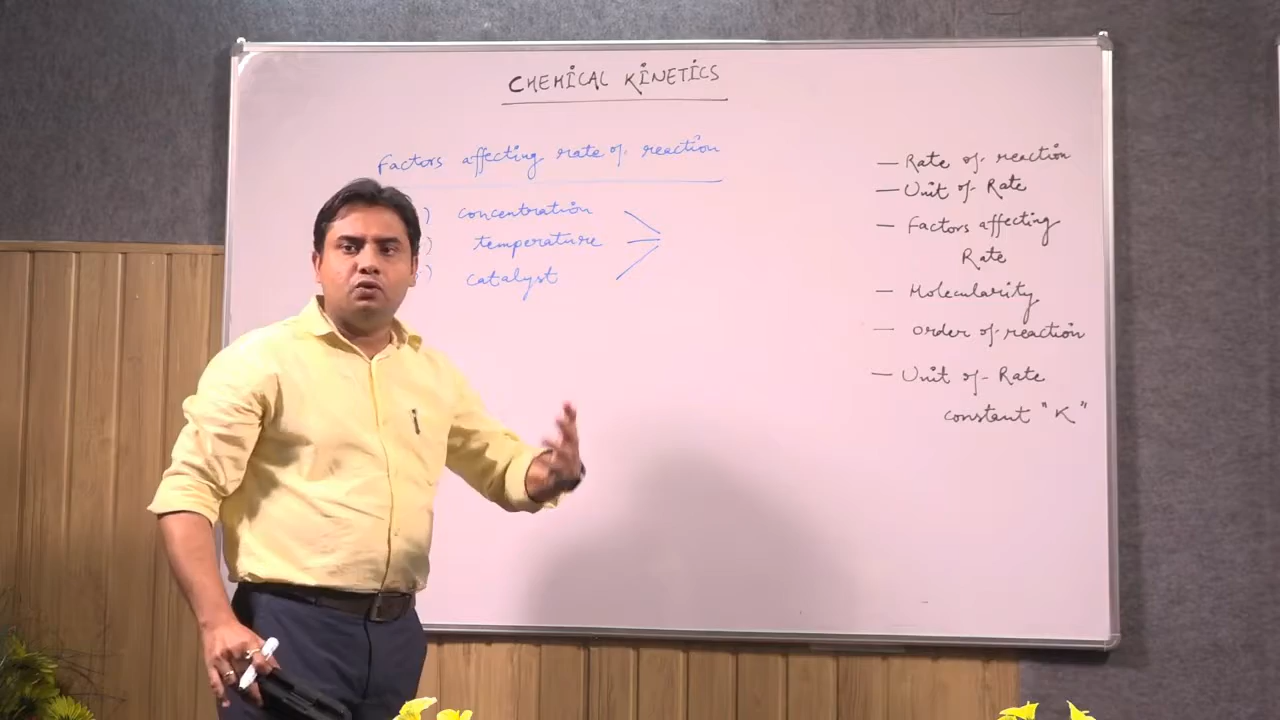 CHEMICAL KINETICS
Factors affecting rate of reaction
) concentration
) temperature
) catalyst
— Rate of reaction
— Unit of Rate
— Factors affecting
Rate
— Molecularity
— order of reaction
— Unit of Rate
constant "K"